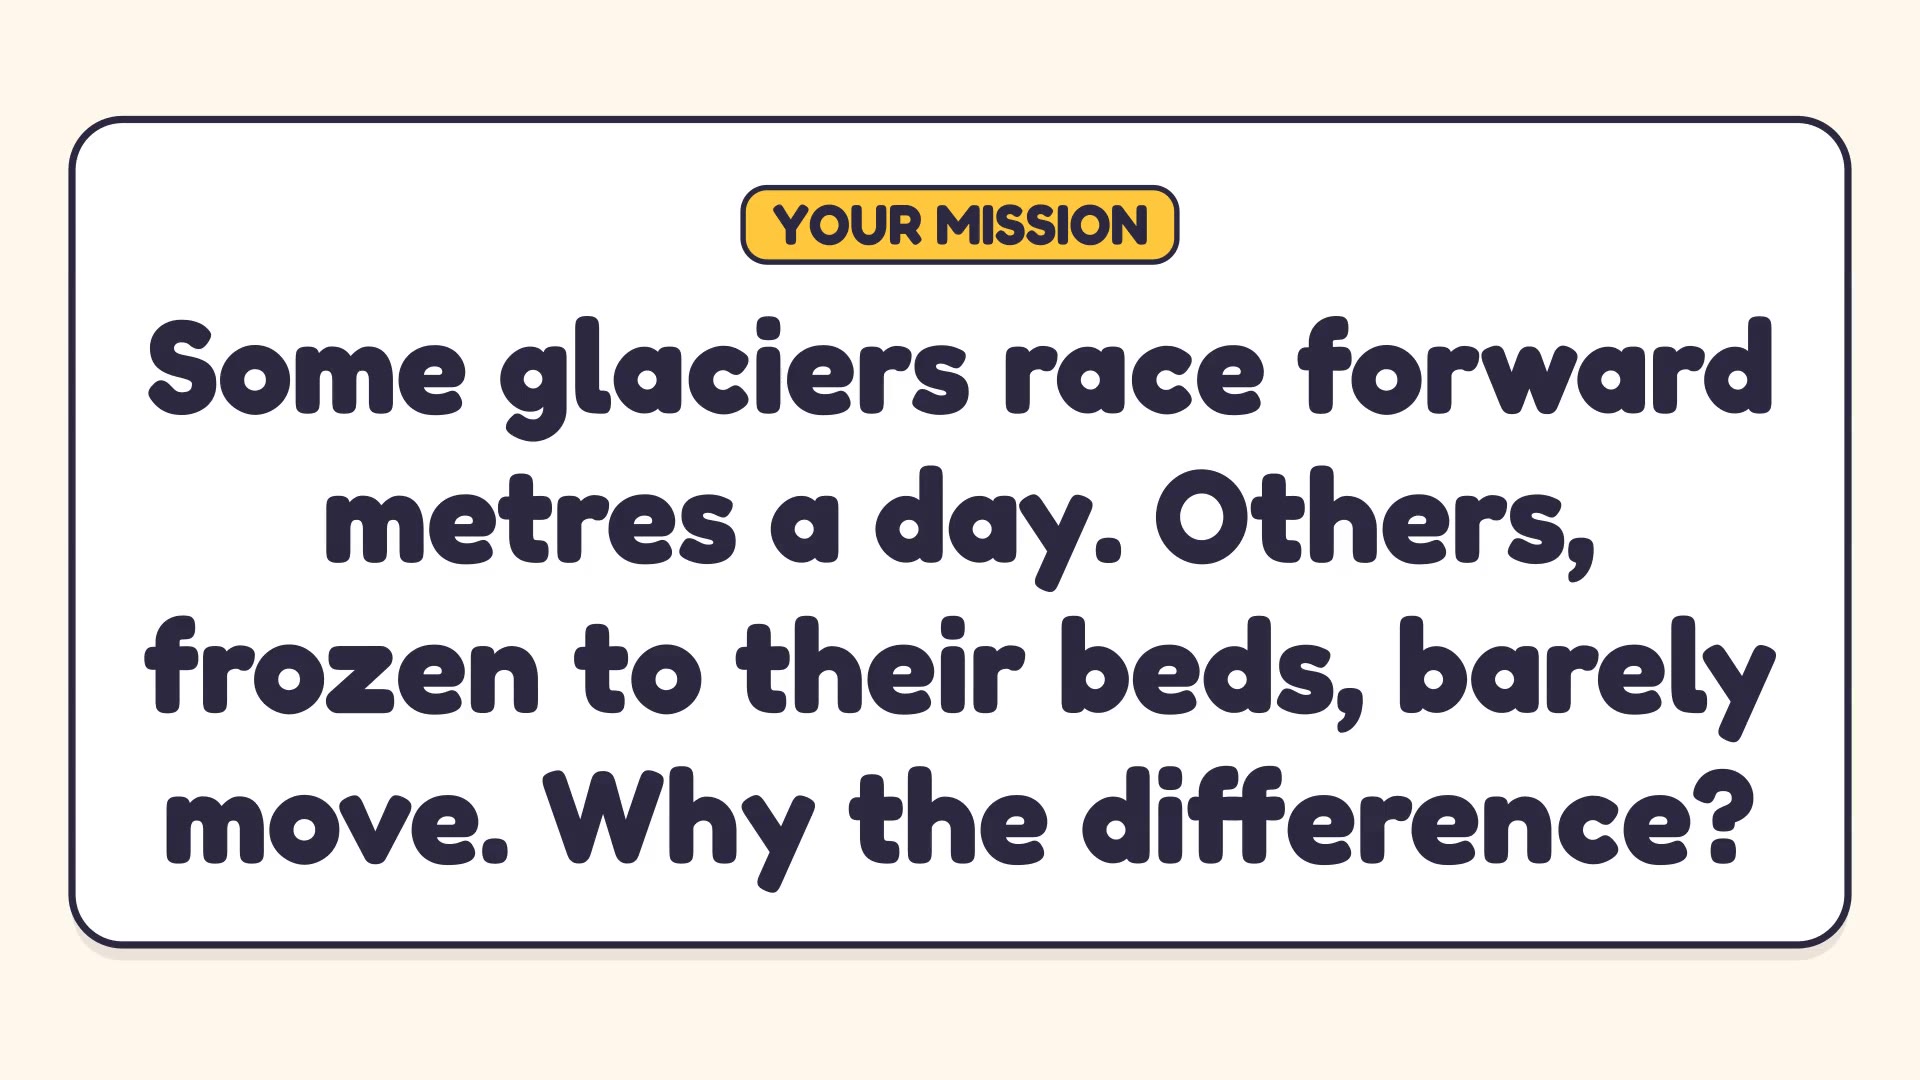 YOUR MISSION
Some glaciers race forward
metres a day. Others,
frozen to their beds, barely
move. Why the difference?